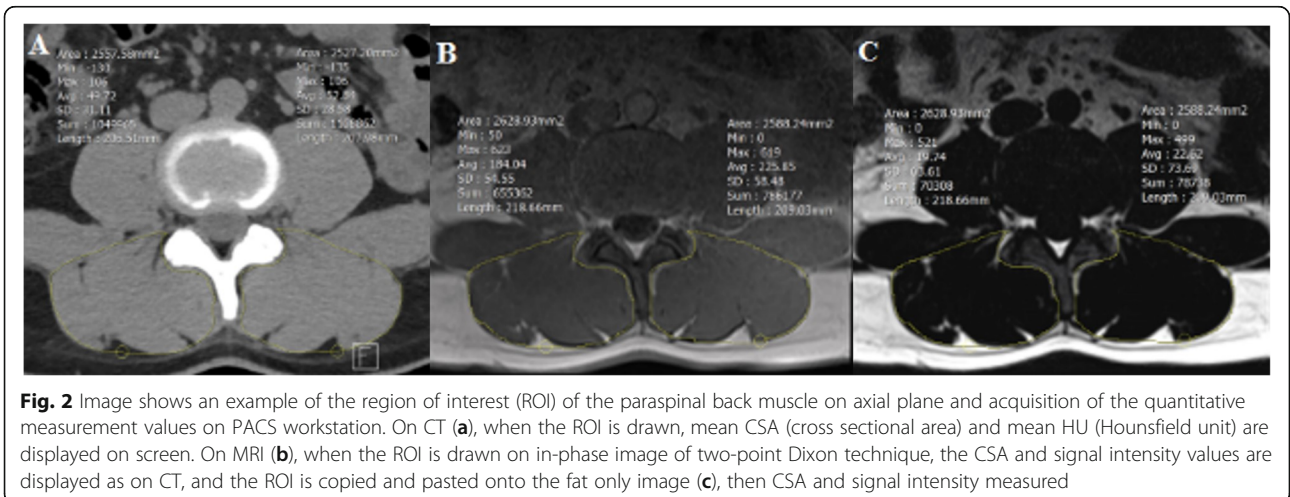 A
Area : 2557.58mm2
Min : -130
Max : 106
Avg : 49.72
SD : 31.11
Area : 2527.20mm2
Min : -135
Max : 106
SD : 28.58
B
Area : 2628.93mm2
Min : 50
Max : 623
Avg : 184.04
SD : 54.55
Sum : 655362
Length : 218.66mm
Area : 2588.24mm2
Min : 0
Max : 619
Avg : 225.85
SD : 58.48
Sum : 766177
Length : 209.03mm
C
Area : 2628.93mm2
Min : 0
Max : 521
Avg : 19.74
SD : 63.61
Sum : 70308
Length : 218.66mm
Area : 2588.24mm2
Min : 0
Max : 499
Avg : 22.62
SD : 73.69
Sum : 78738
Length : 209.03mm
F
Fig. 2 Image shows an example of the region of interest (ROI) of the paraspinal back muscle on axial plane and acquisition of the quantitative
measurement values on PACS workstation. On CT (a), when the ROI is drawn, mean CSA (cross sectional area) and mean HU (Hounsfield unit) are
displayed on screen. On MRI (b), when the ROI is drawn on in-phase image of two-point Dixon technique, the CSA and signal intensity values are
displayed as on CT, and the ROI is copied and pasted onto the fat only image (c), then CSA and signal intensity measured